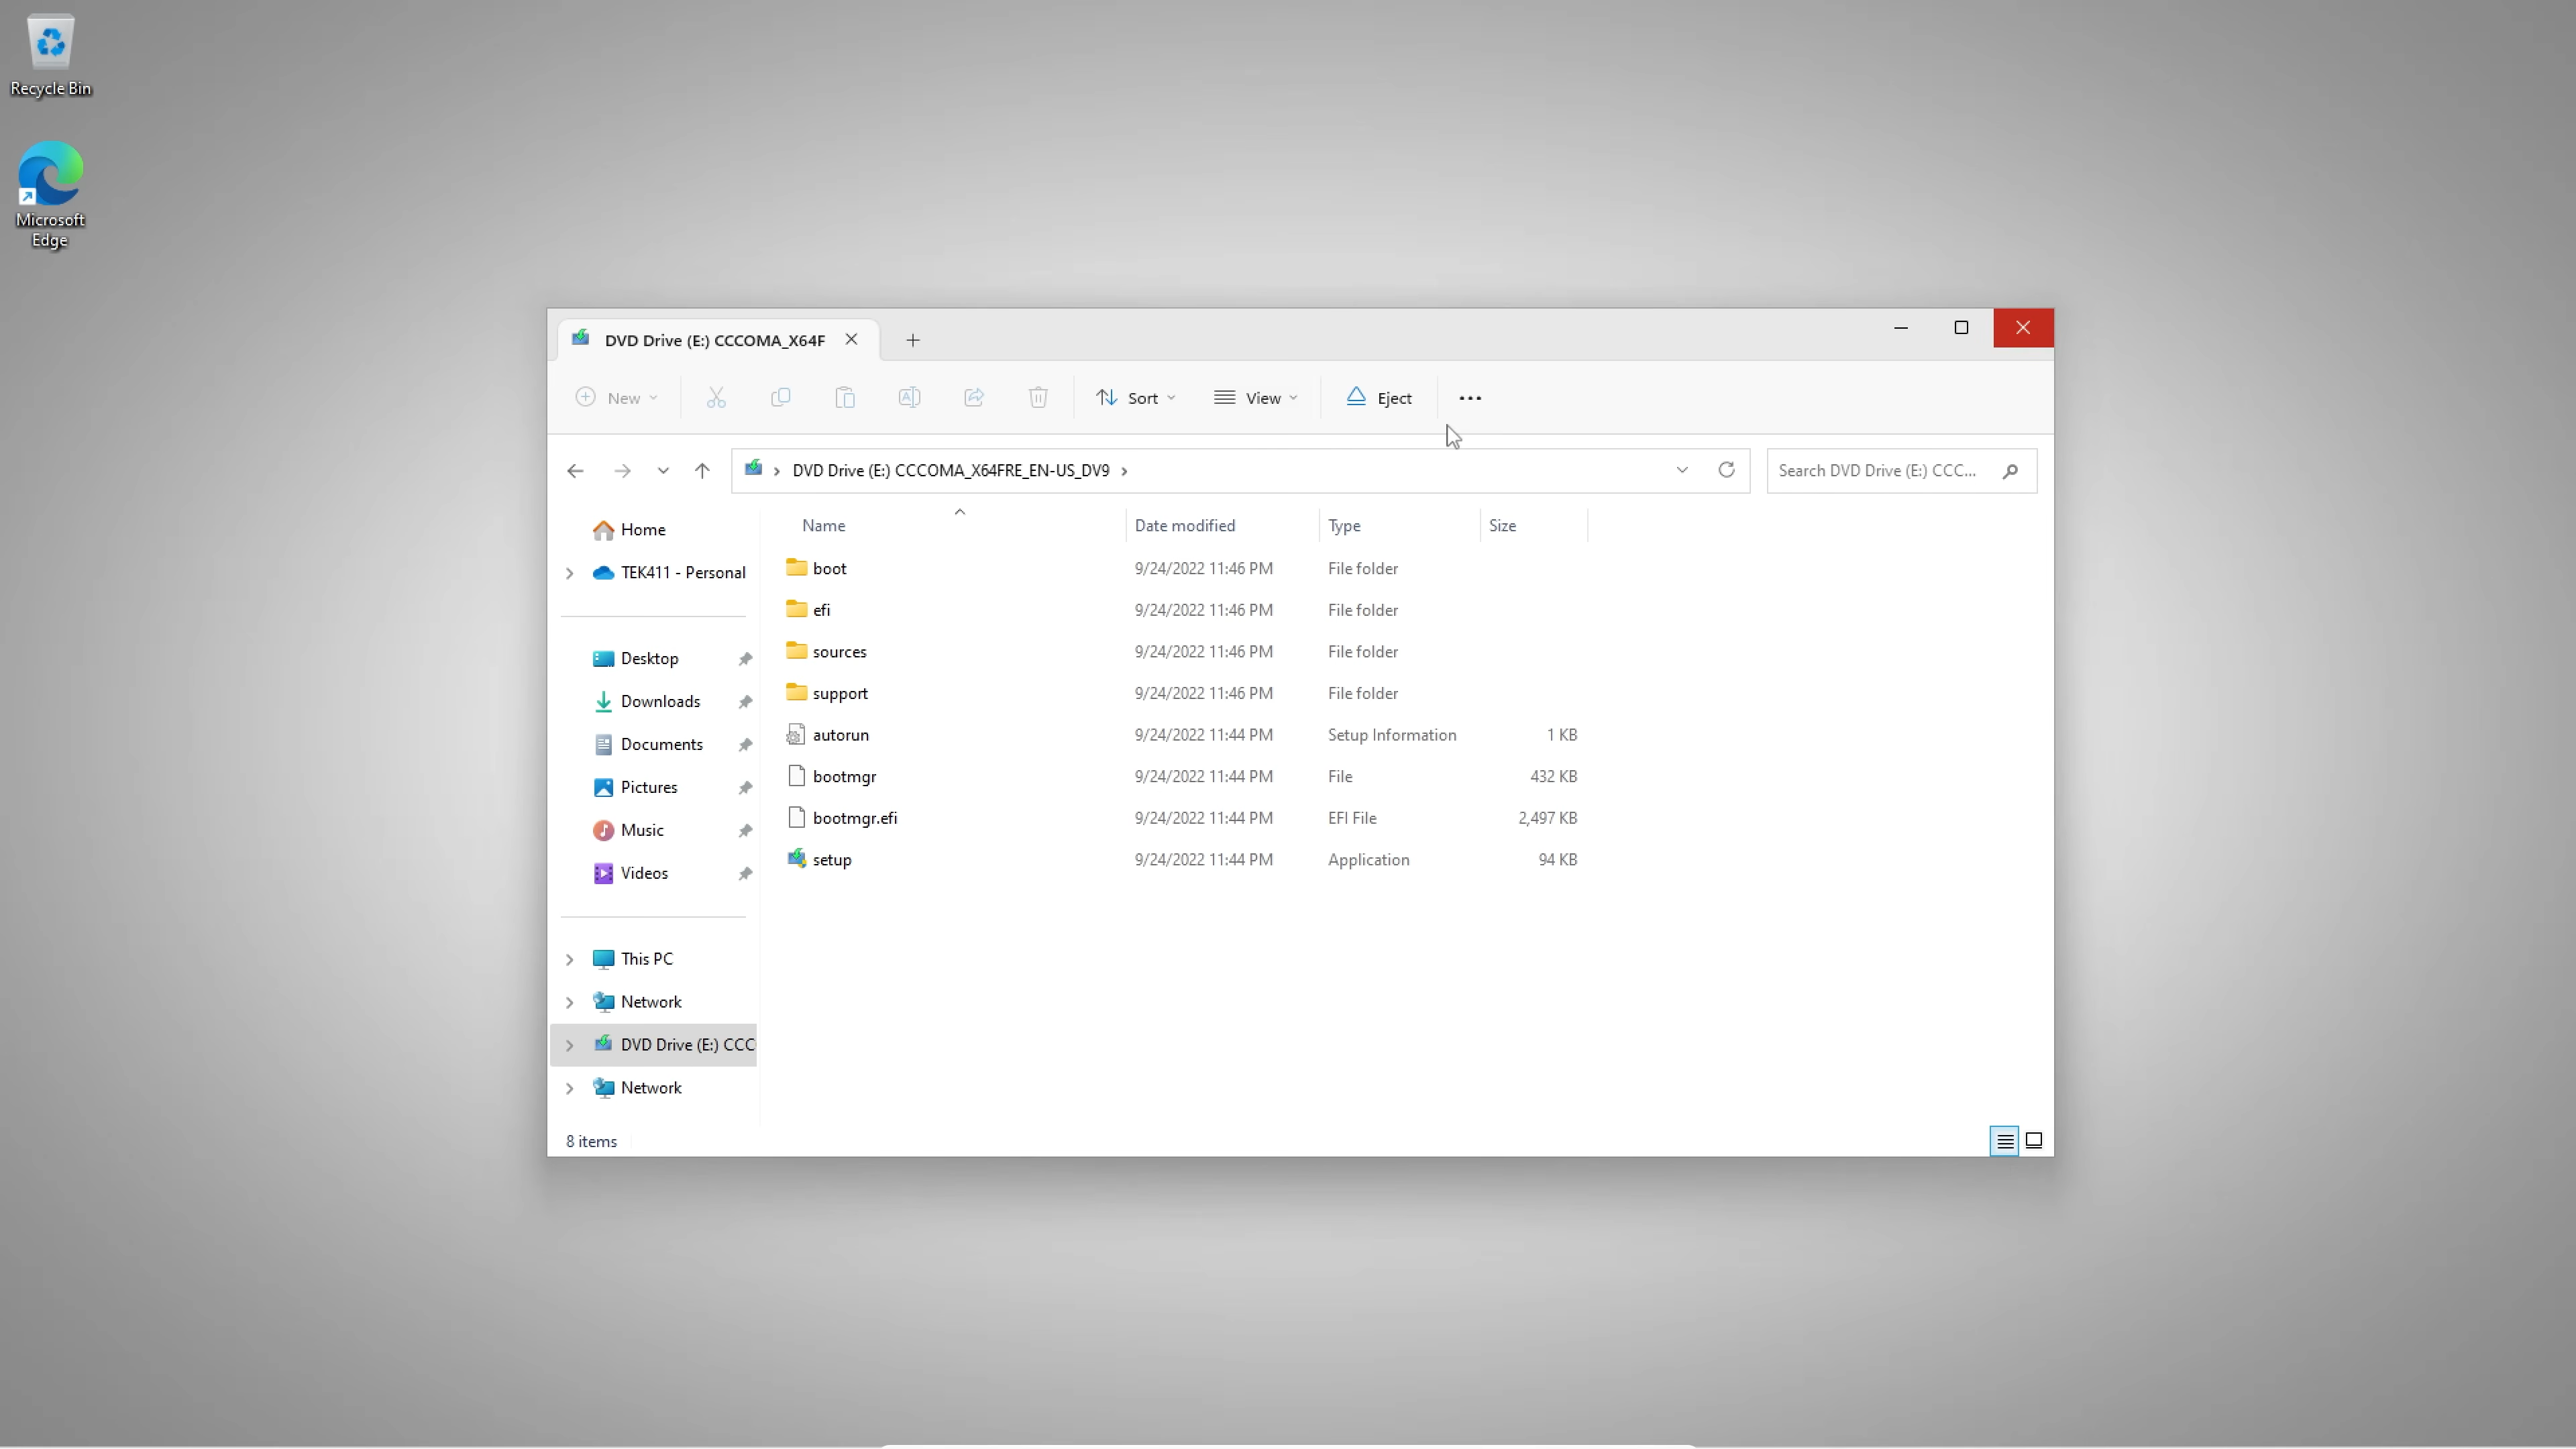 Recycle Bin
Microsoft
Edge
DVD Drive (E:) CCCOMA_X64F
New
Sort
View
Eject
DVD Drive (E:) CCCOMA_X64FRE_EN-US_DV9
Search DVD Drive (E:) CCC...
Home
TEK411 - Personal
Desktop
Downloads
Documents
Pictures
Music
Videos
This PC
Network
DVD Drive (E:) CCC
Network
Name Date modified Type Size
boot 9/24/2022 11:46 PM File folder
efi 9/24/2022 11:46 PM File folder
sources 9/24/2022 11:46 PM File folder
support 9/24/2022 11:46 PM File folder
autorun 9/24/2022 11:44 PM Setup Information 1 KB
bootmgr 9/24/2022 11:44 PM File 432 KB
bootmgr.efi 9/24/2022 11:44 PM EFI File 2,497 KB
setup 9/24/2022 11:44 PM Application 94 KB
8 items